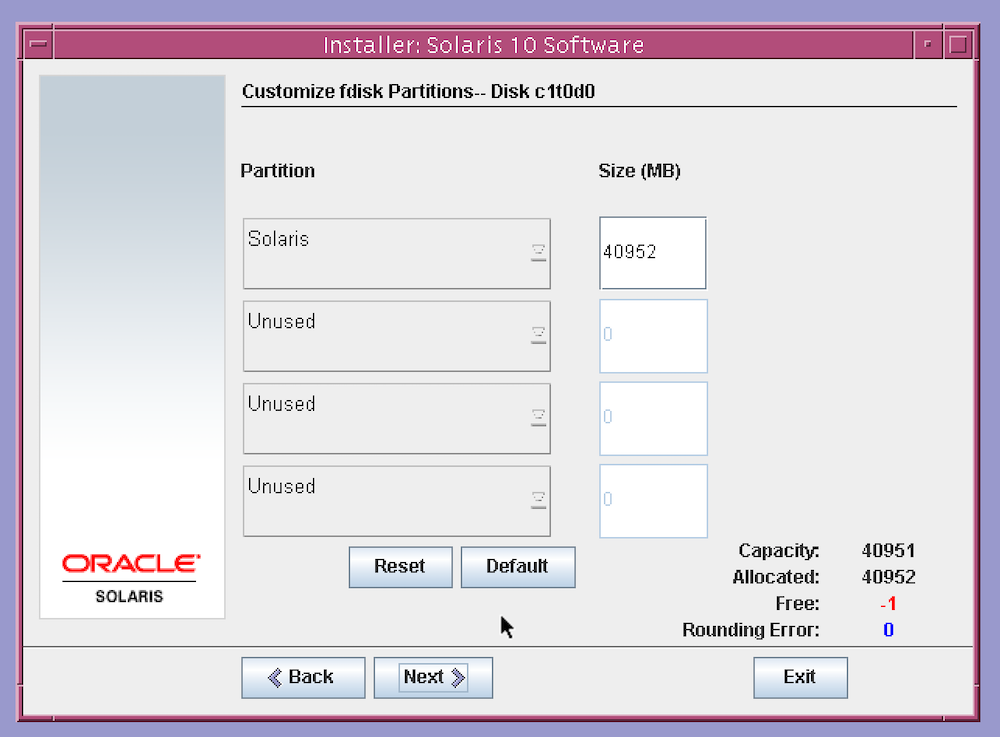 Installer: Solaris 10 Software
Customize fdisk Partitions-- Disk c1t0d0
Partition Size (MB)
Solaris 40952
Unused 0
Unused 0
Unused 0
Reset Default
Capacity: 40951
Allocated: 40952
Free: -1
Rounding Error: 0
ORACLE
SOLARIS
Back Next Exit